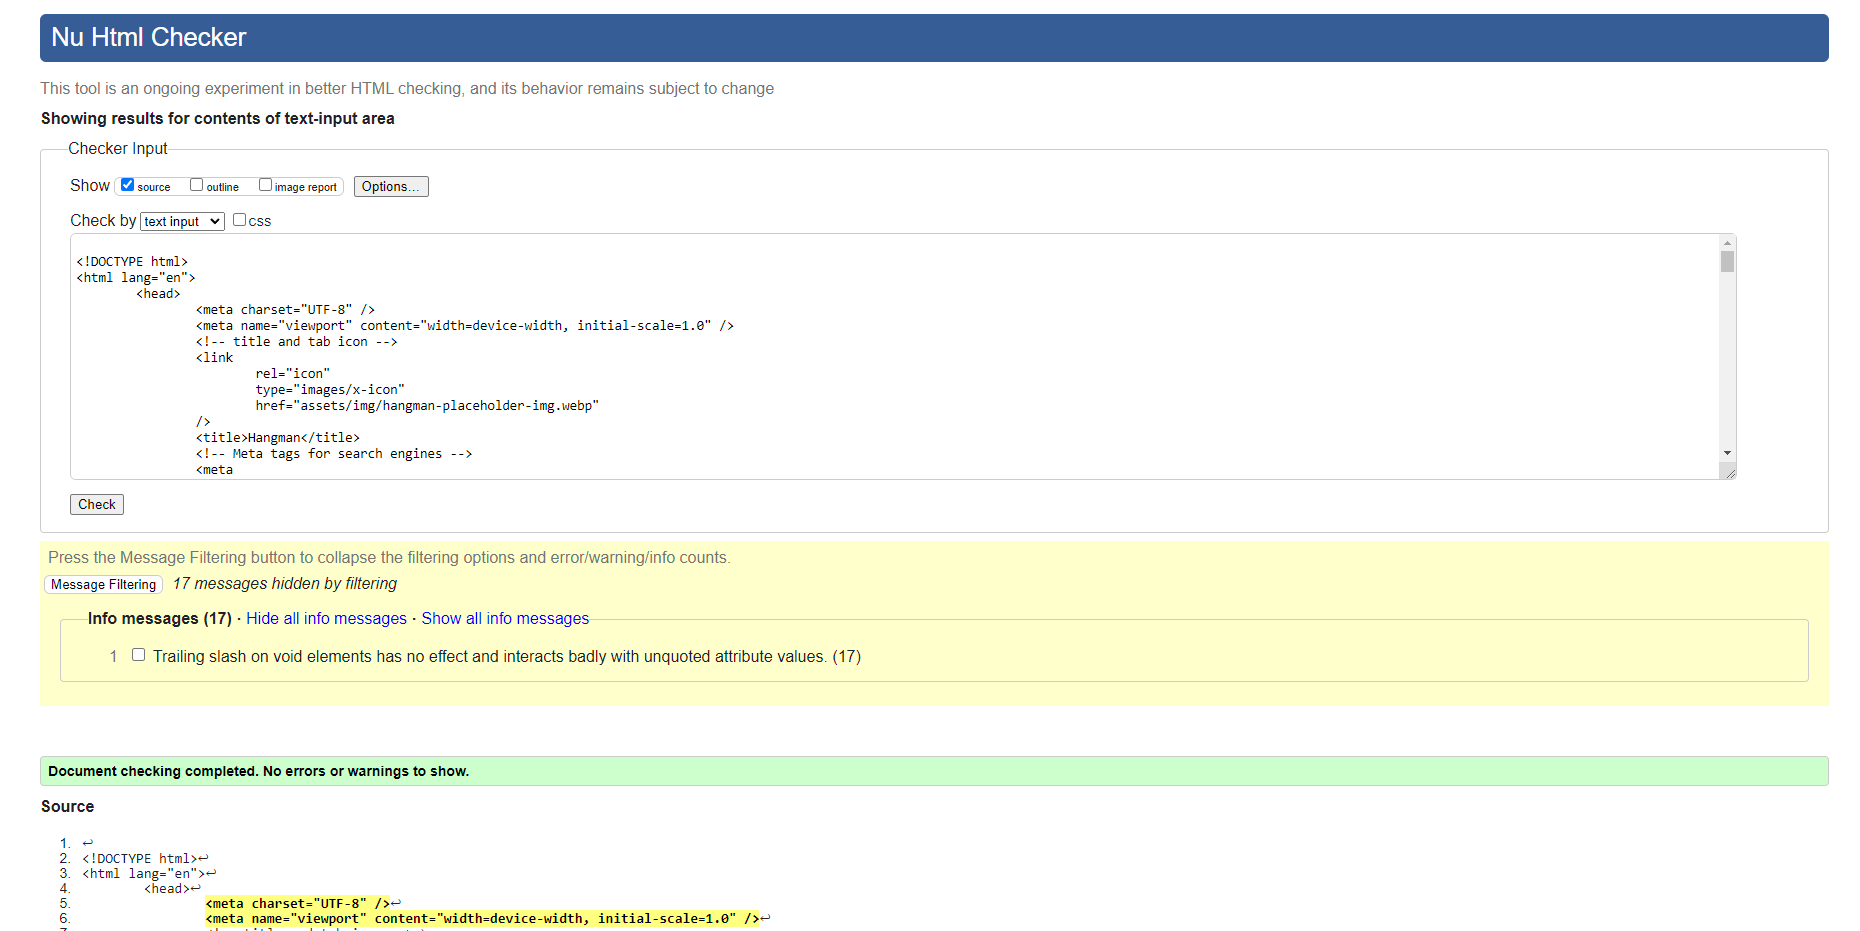 Nu Html Checker
This tool is an ongoing experiment in better HTML checking, and its behavior remains subject to change
Showing results for contents of text-input area
Checker Input
Show source outline image report Options...
Check by text input css
<!DOCTYPE html>
<html lang="en">
<head>
<meta charset="UTF-8" />
<meta name="viewport" content="width=device-width, initial-scale=1.0" />
<!-- title and tab icon -->
<link
rel="icon"
type="images/x-icon"
href="assets/img/hangman-placeholder-img.webp"
/>
<title>Hangman</title>
<!-- Meta tags for search engines -->
<meta
Check
Press the Message Filtering button to collapse the filtering options and error/warning/info counts.
Message Filtering 17 messages hidden by filtering
Info messages (17) · Hide all info messages · Show all info messages
1 Trailing slash on void elements has no effect and interacts badly with unquoted attribute values. (17)
Document checking completed. No errors or warnings to show.
Source
1. ↩
2. <!DOCTYPE html>↩
3. <html lang="en">↩
4. <head>↩
5. <meta charset="UTF-8" />↩
6. <meta name="viewport" content="width=device-width, initial-scale=1.0" />↩